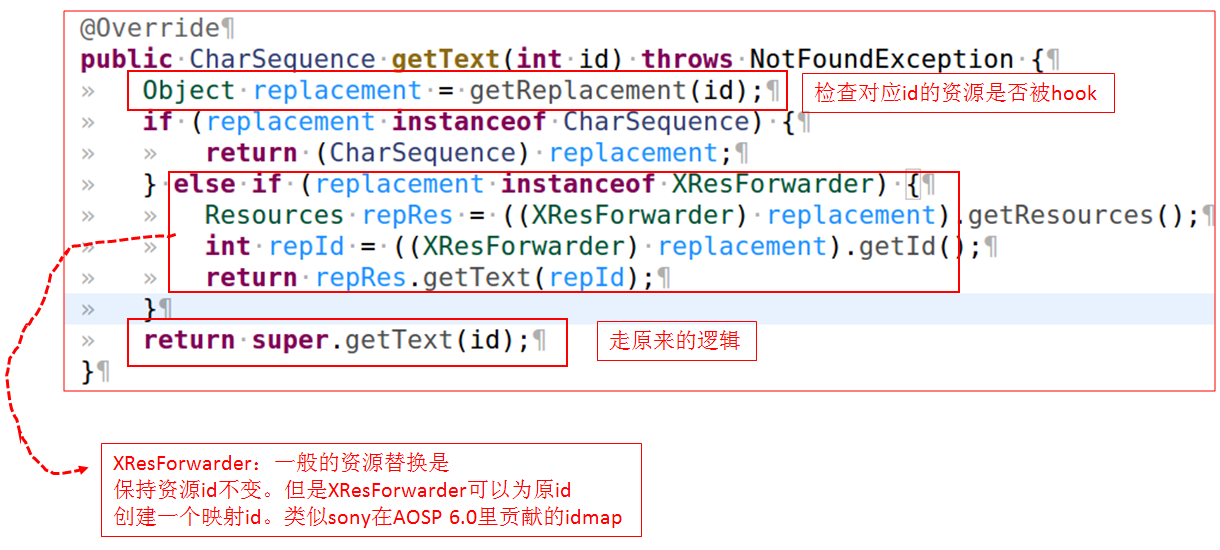 @Override¶
public·CharSequence·getText(int·id)·throws·NotFoundException·{¶
»Object·replacement·=·getReplacement(id);¶
检查对应id的资源是否被hook
»if·(replacement·instanceof·CharSequence)·{¶
»»return·(CharSequence)·replacement;¶
»}·else·if·(replacement·instanceof·XResForwarder)·{¶
»»Resources·repRes·=·((XResForwarder)·replacement).getResources();¶
»»int·repId·=·((XResForwarder)·replacement).getId();¶
»»return·repRes.getText(repId);¶
»}¶
»return·super.getText(id);¶
走原来的逻辑
}¶
XResForwarder：一般的资源替换是
保持资源id不变。但是XResForwarder可以为原id
创建一个映射id。类似sony在AOSP 6.0里贡献的idmap